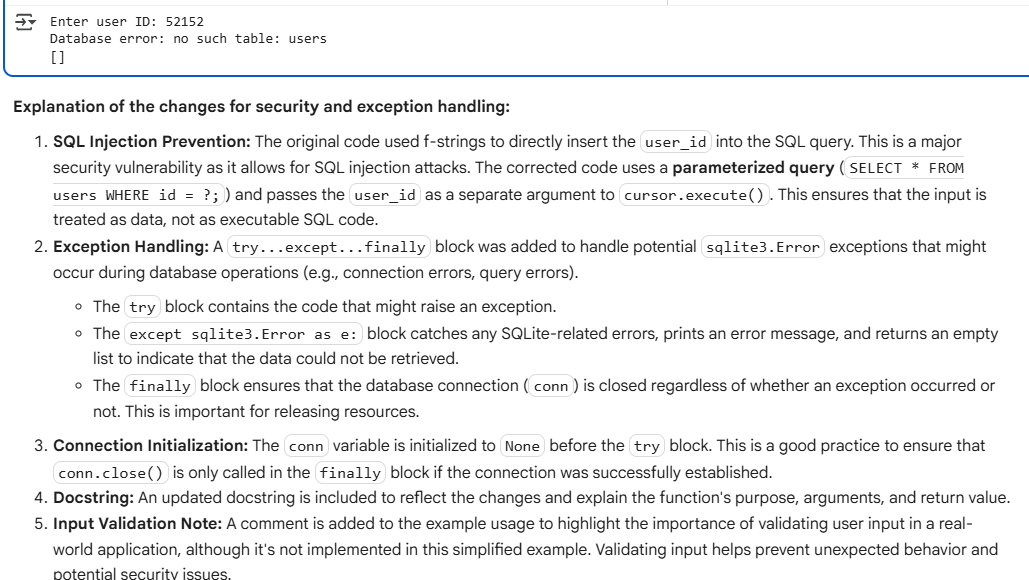 Enter user ID: 52152
Database error: no such table: users
[]
Explanation of the changes for security and exception handling:
1. SQL Injection Prevention: The original code used f-strings to directly insert the user_id into the SQL query. This is a major
security vulnerability as it allows for SQL injection attacks. The corrected code uses a parameterized query (SELECT * FROM
users WHERE id = ?;) and passes the user_id as a separate argument to cursor.execute(). This ensures that the input is
treated as data, not as executable SQL code.
2. Exception Handling: A try...except...finally block was added to handle potential sqlite3.Error exceptions that might
occur during database operations (e.g., connection errors, query errors).
◦ The try block contains the code that might raise an exception.
◦ The except sqlite3.Error as e: block catches any SQLite-related errors, prints an error message, and returns an empty
list to indicate that the data could not be retrieved.
◦ The finally block ensures that the database connection (conn) is closed regardless of whether an exception occurred or
not. This is important for releasing resources.
3. Connection Initialization: The conn variable is initialized to None before the try block. This is a good practice to ensure that
conn.close() is only called in the finally block if the connection was successfully established.
4. Docstring: An updated docstring is included to reflect the changes and explain the function's purpose, arguments, and return value.
5. Input Validation Note: A comment is added to the example usage to highlight the importance of validating user input in a real-
world application, although it's not implemented in this simplified example. Validating input helps prevent unexpected behavior and
potential security issues.